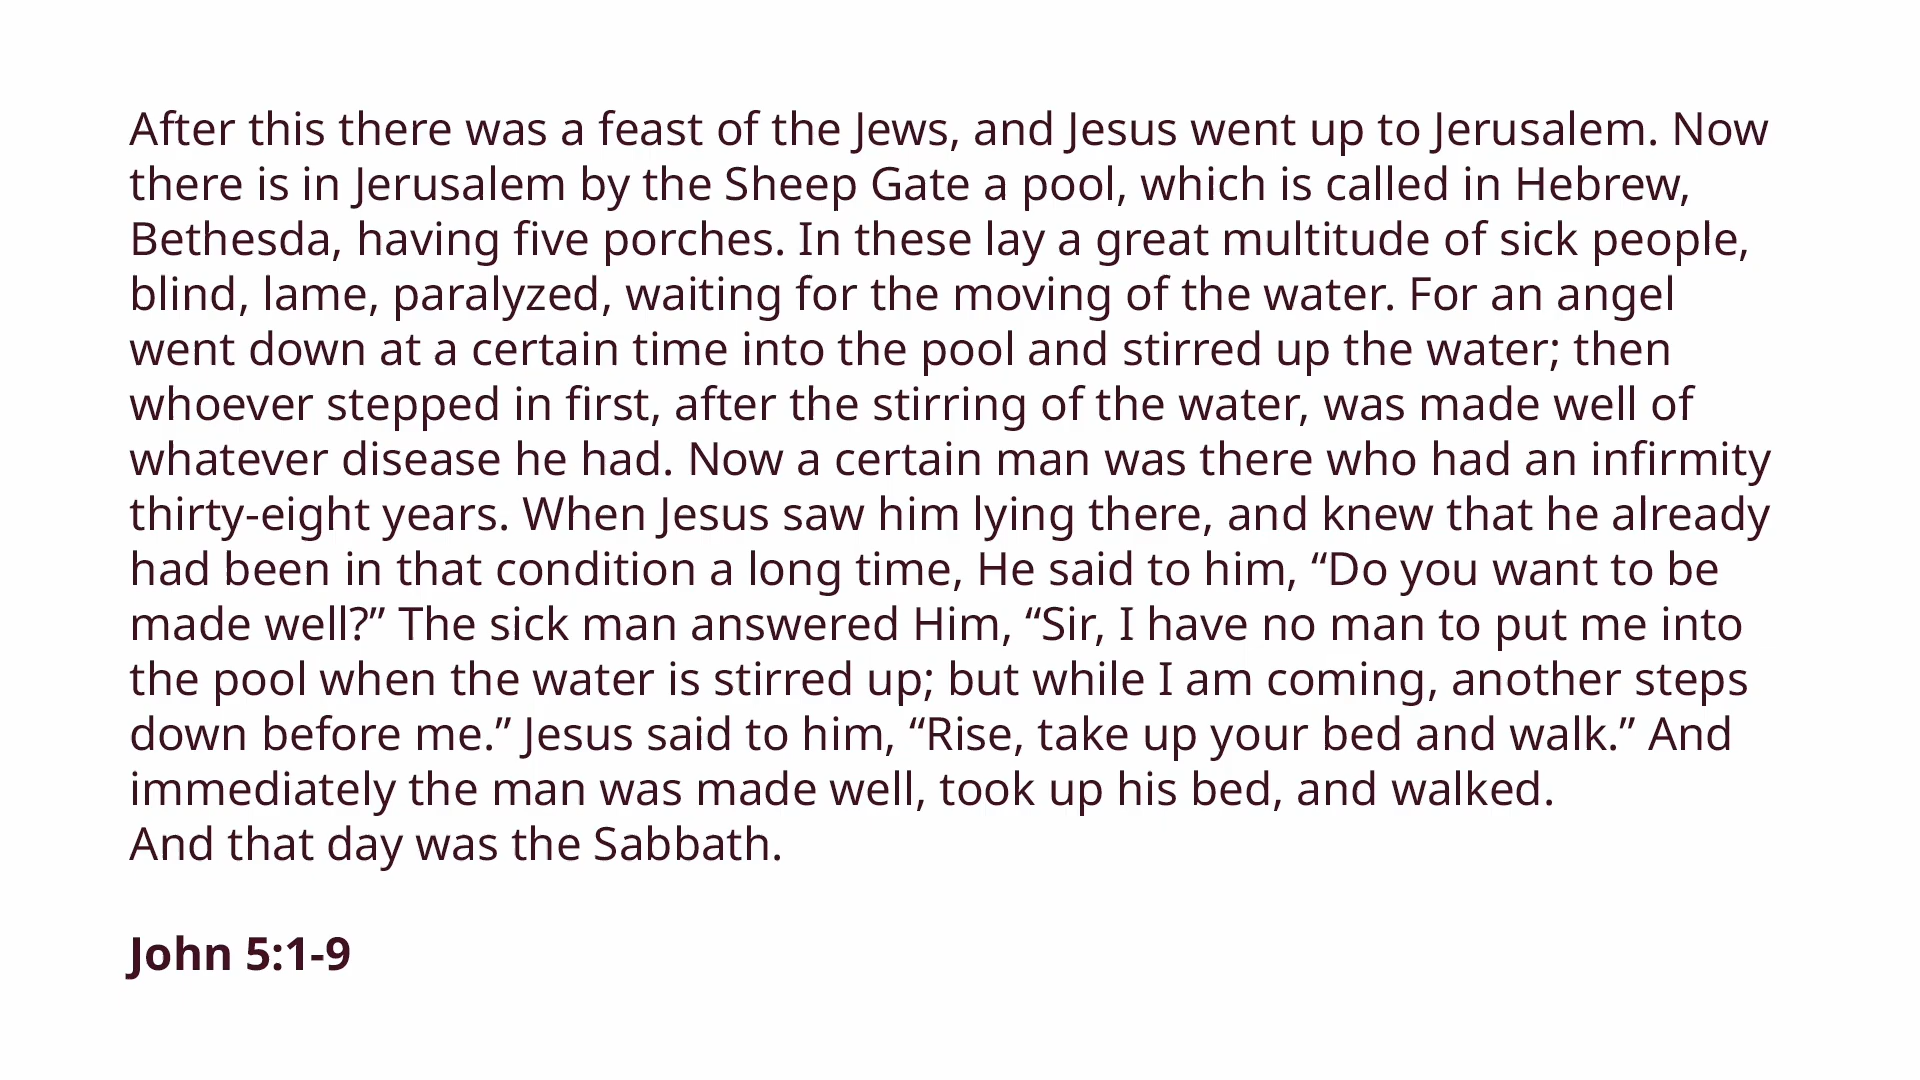 After this there was a feast of the Jews, and Jesus went up to Jerusalem. Now
there is in Jerusalem by the Sheep Gate a pool, which is called in Hebrew,
Bethesda, having five porches. In these lay a great multitude of sick people,
blind, lame, paralyzed, waiting for the moving of the water. For an angel
went down at a certain time into the pool and stirred up the water; then
whoever stepped in first, after the stirring of the water, was made well of
whatever disease he had. Now a certain man was there who had an infirmity
thirty-eight years. When Jesus saw him lying there, and knew that he already
had been in that condition a long time, He said to him, “Do you want to be
made well?” The sick man answered Him, “Sir, I have no man to put me into
the pool when the water is stirred up; but while I am coming, another steps
down before me.” Jesus said to him, “Rise, take up your bed and walk.” And
immediately the man was made well, took up his bed, and walked.
And that day was the Sabbath.
John 5:1-9